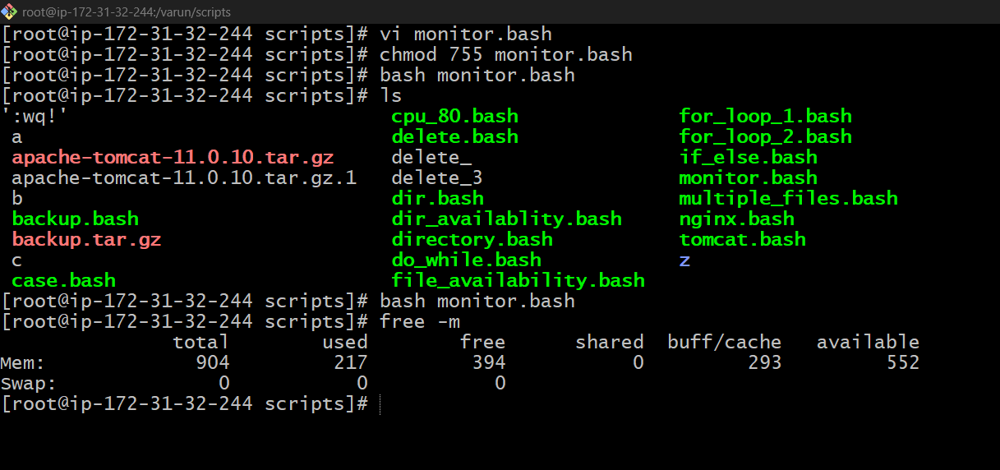 root@ip-172-31-32-244:/varun/scripts
[root@ip-172-31-32-244 scripts]# vi monitor.bash
[root@ip-172-31-32-244 scripts]# chmod 755 monitor.bash
[root@ip-172-31-32-244 scripts]# bash monitor.bash
[root@ip-172-31-32-244 scripts]# ls
':wq!'                       cpu_80.bash              for_loop_1.bash
 a                           delete.bash              for_loop_2.bash
 apache-tomcat-11.0.10.tar.gz     delete_                  if_else.bash
 apache-tomcat-11.0.10.tar.gz.1   delete_3                 monitor.bash
 b                           dir.bash                 multiple_files.bash
 backup.bash                 dir_availablity.bash     nginx.bash
 backup.tar.gz               directory.bash           tomcat.bash
 c                           do_while.bash            z
 case.bash                   file_availability.bash
[root@ip-172-31-32-244 scripts]# bash monitor.bash
[root@ip-172-31-32-244 scripts]# free -m
               total        used        free      shared  buff/cache   available
Mem:             904         217         394           0         293         552
Swap:              0           0           0
[root@ip-172-31-32-244 scripts]#